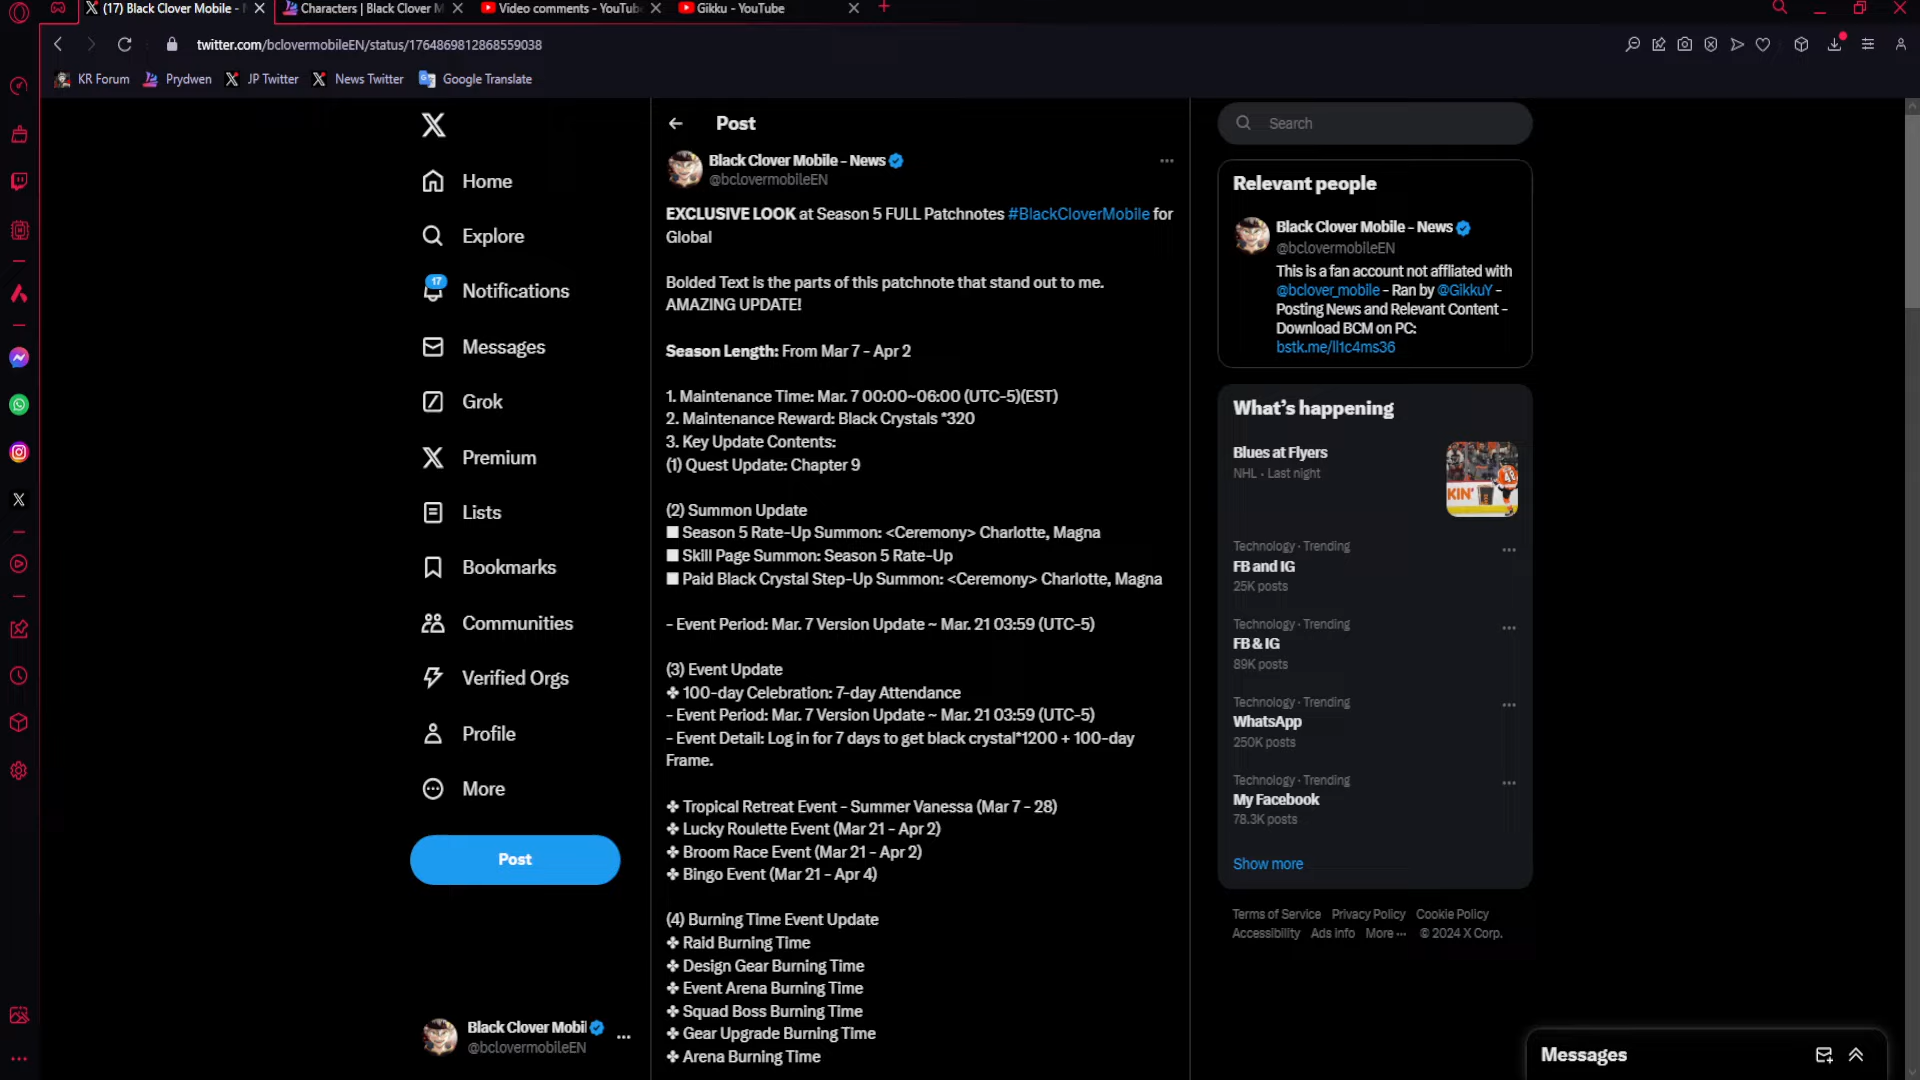 (17) Black Clover Mobile -
Characters | Black Clover M
Video comments - YouTub
Gikku - YouTube
twitter.com/bclovermobileEN/status/1764869812868559038
KR Forum
Prydwen
JP Twitter
News Twitter
Google Translate
Home
Explore
17
Notifications
Messages
Grok
Premium
Lists
Bookmarks
Communities
Verified Orgs
Profile
More
Post
Black Clover Mobil
@bclovermobileEN
Post
Black Clover Mobile - News
@bclovermobileEN
EXCLUSIVE LOOK at Season 5 FULL Patchnotes #BlackCloverMobile for
Global
Bolded Text is the parts of this patchnote that stand out to me.
AMAZING UPDATE!
Season Length: From Mar 7 - Apr 2
1. Maintenance Time: Mar. 7 00:00~06:00 (UTC-5)(EST)
2. Maintenance Reward: Black Crystals *320
3. Key Update Contents:
(1) Quest Update: Chapter 9
(2) Summon Update
■ Season 5 Rate-Up Summon: <Ceremony> Charlotte, Magna
■ Skill Page Summon: Season 5 Rate-Up
■ Paid Black Crystal Step-Up Summon: <Ceremony> Charlotte, Magna
- Event Period: Mar. 7 Version Update ~ Mar. 21 03:59 (UTC-5)
(3) Event Update
✤ 100-day Celebration: 7-day Attendance
- Event Period: Mar. 7 Version Update ~ Mar. 21 03:59 (UTC-5)
- Event Detail: Log in for 7 days to get black crystal*1200 + 100-day
Frame.
✤ Tropical Retreat Event - Summer Vanessa (Mar 7 - 28)
✤ Lucky Roulette Event (Mar 21 - Apr 2)
✤ Broom Race Event (Mar 21 - Apr 2)
✤ Bingo Event (Mar 21 - Apr 4)
(4) Burning Time Event Update
✤ Raid Burning Time
✤ Design Gear Burning Time
✤ Event Arena Burning Time
✤ Squad Boss Burning Time
✤ Gear Upgrade Burning Time
✤ Arena Burning Time
Search
Relevant people
Black Clover Mobile - News
@bclovermobileEN
This is a fan account not affliated with
@bclover_mobile - Ran by @GikkuY -
Posting News and Relevant Content -
Download BCM on PC:
bstk.me/ll1c4ms36
What's happening
Blues at Flyers
NHL · Last night
KIN'
Technology · Trending
FB and IG
25K posts
Technology · Trending
FB & IG
89K posts
Technology · Trending
WhatsApp
250K posts
Technology · Trending
My Facebook
78.3K posts
Show more
Terms of Service Privacy Policy Cookie Policy
Accessibility Ads info More ··· © 2024 X Corp.
Messages